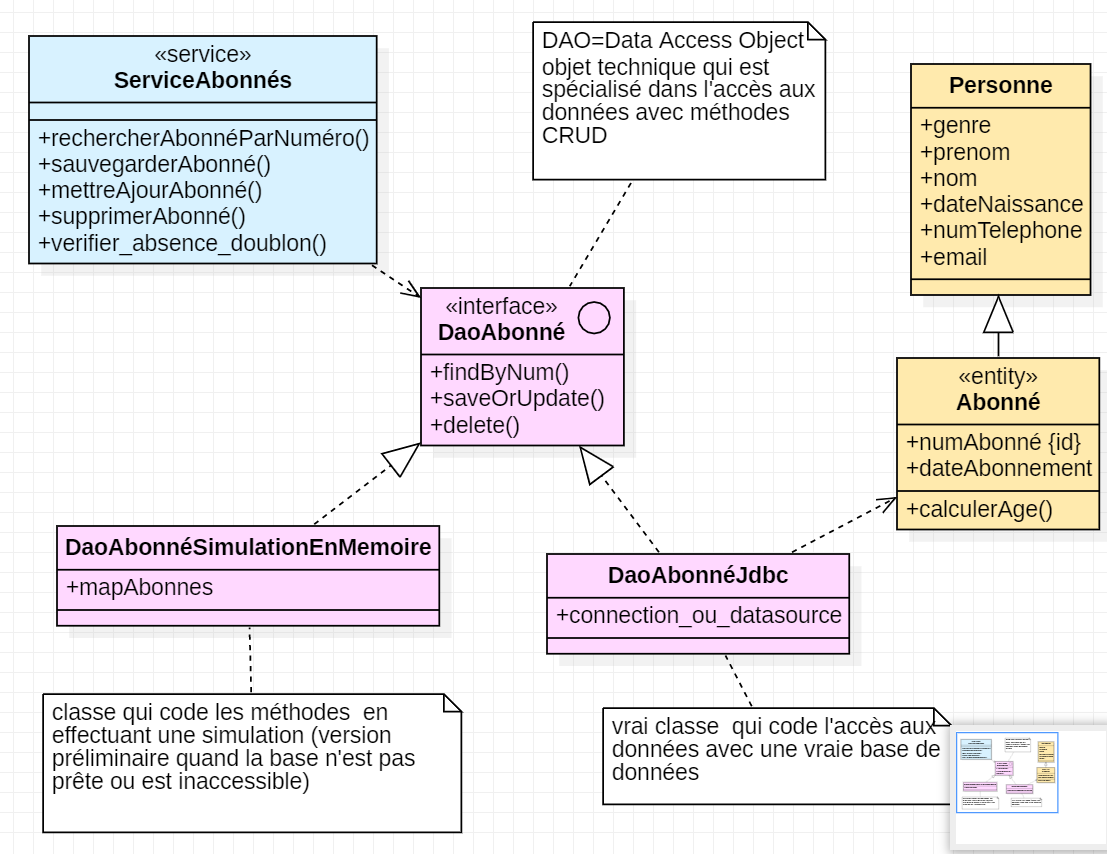 «service»
ServiceAbonnés
+rechercherAbonnéParNuméro()
+sauvegarderAbonné()
+mettreAjourAbonné()
+supprimerAbonné()
+verifier_absence_doublon()
DAO=Data Access Object
objet technique qui est
spécialisé dans l'accès aux
données avec méthodes
CRUD
Personne
+genre
+prenom
+nom
+dateNaissance
+numTelephone
+email
«interface»
DaoAbonné
+findByNum()
+saveOrUpdate()
+delete()
«entity»
Abonné
+numAbonné {id}
+dateAbonnement
+calculerAge()
DaoAbonnéSimulationEnMemoire
+mapAbonnes
DaoAbonnéJdbc
+connection_ou_datasource
classe qui code les méthodes  en
effectuant une simulation (version
préliminaire quand la base n'est pas
prête ou est inaccessible)
vrai classe  qui code l'accès aux
données avec une vraie base de
données